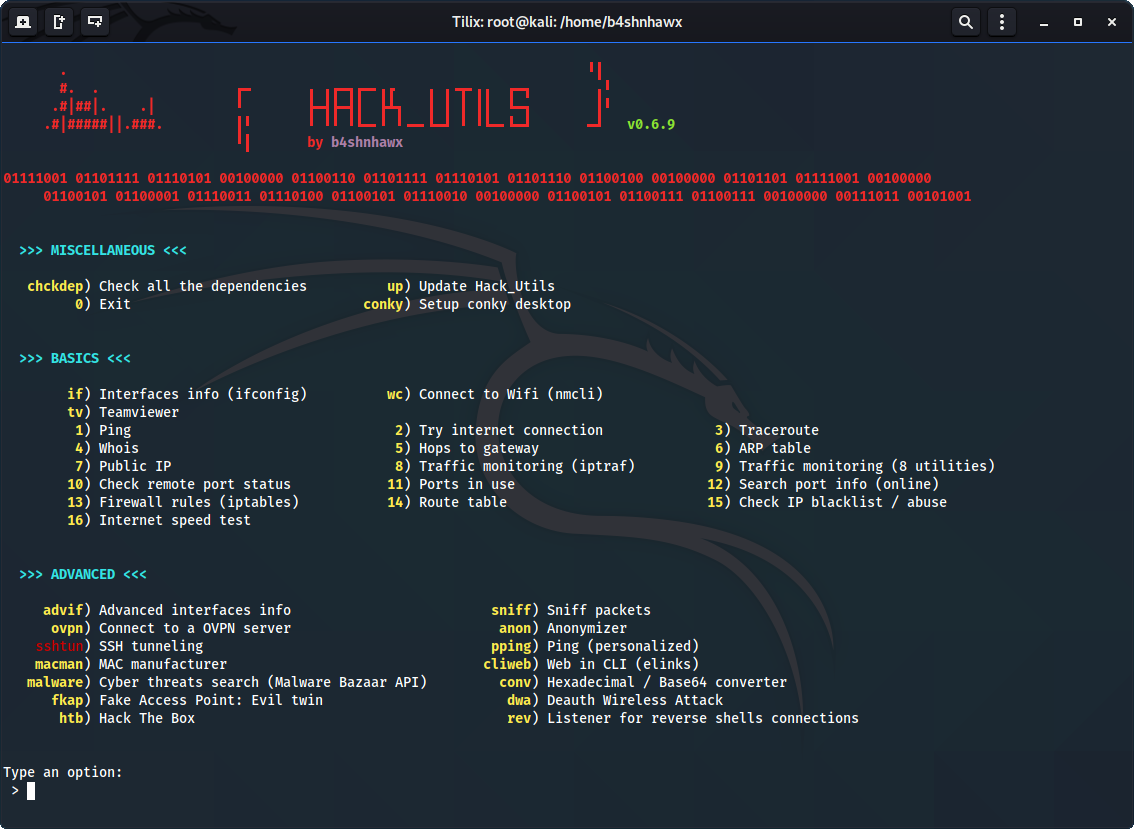 Tilix: root@kali: /home/b4shnhawx
.
#.  .
.#|##|.    .|
.#|#####||.###.
HACK_UTILS
v0.6.9
by b4shnhawx
01111001 01101111 01110101 00100000 01100110 01101111 01110101 01101110 01100100 00100000 01101101 01111001 00100000
01100101 01100001 01110011 01110100 01100101 01110010 00100000 01100101 01100111 01100111 00100000 00111011 00101001
>>> MISCELLANEOUS <<<
chckdep) Check all the dependencies up) Update Hack_Utils
0) Exit conky) Setup conky desktop
>>> BASICS <<<
if) Interfaces info (ifconfig) wc) Connect to Wifi (nmcli)
tv) Teamviewer
1) Ping 2) Try internet connection 3) Traceroute
4) Whois 5) Hops to gateway 6) ARP table
7) Public IP 8) Traffic monitoring (iptraf) 9) Traffic monitoring (8 utilities)
10) Check remote port status 11) Ports in use 12) Search port info (online)
13) Firewall rules (iptables) 14) Route table 15) Check IP blacklist / abuse
16) Internet speed test
>>> ADVANCED <<<
advif) Advanced interfaces info sniff) Sniff packets
ovpn) Connect to a OVPN server anon) Anonymizer
sshtun) SSH tunneling pping) Ping (personalized)
macman) MAC manufacturer cliweb) Web in CLI (elinks)
malware) Cyber threats search (Malware Bazaar API) conv) Hexadecimal / Base64 converter
fkap) Fake Access Point: Evil twin dwa) Deauth Wireless Attack
htb) Hack The Box rev) Listener for reverse shells connections
Type an option:
>